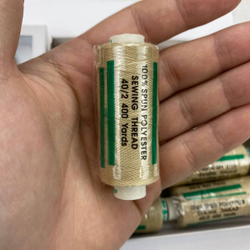 100% SPUN POLYESTER
SEWING THREAD
40/2 400 Yards